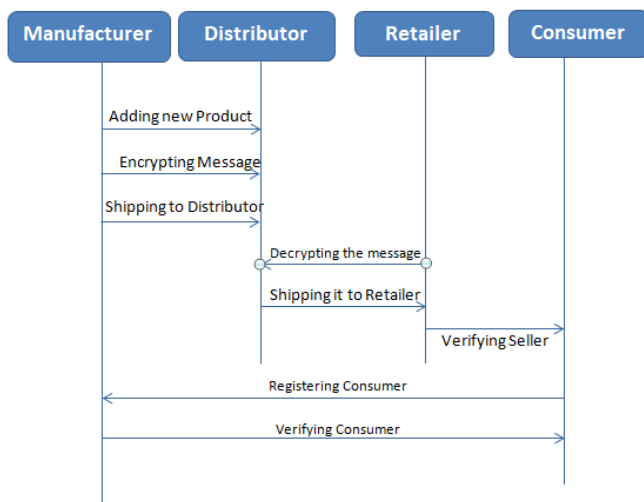 Manufacturer
Distributor
Retailer
Consumer
Adding new Product
Encrypting Message
Shipping to Distributor
Decrypting the message
Shipping it to Retailer
Verifying Seller
Registering Consumer
Verifying Consumer